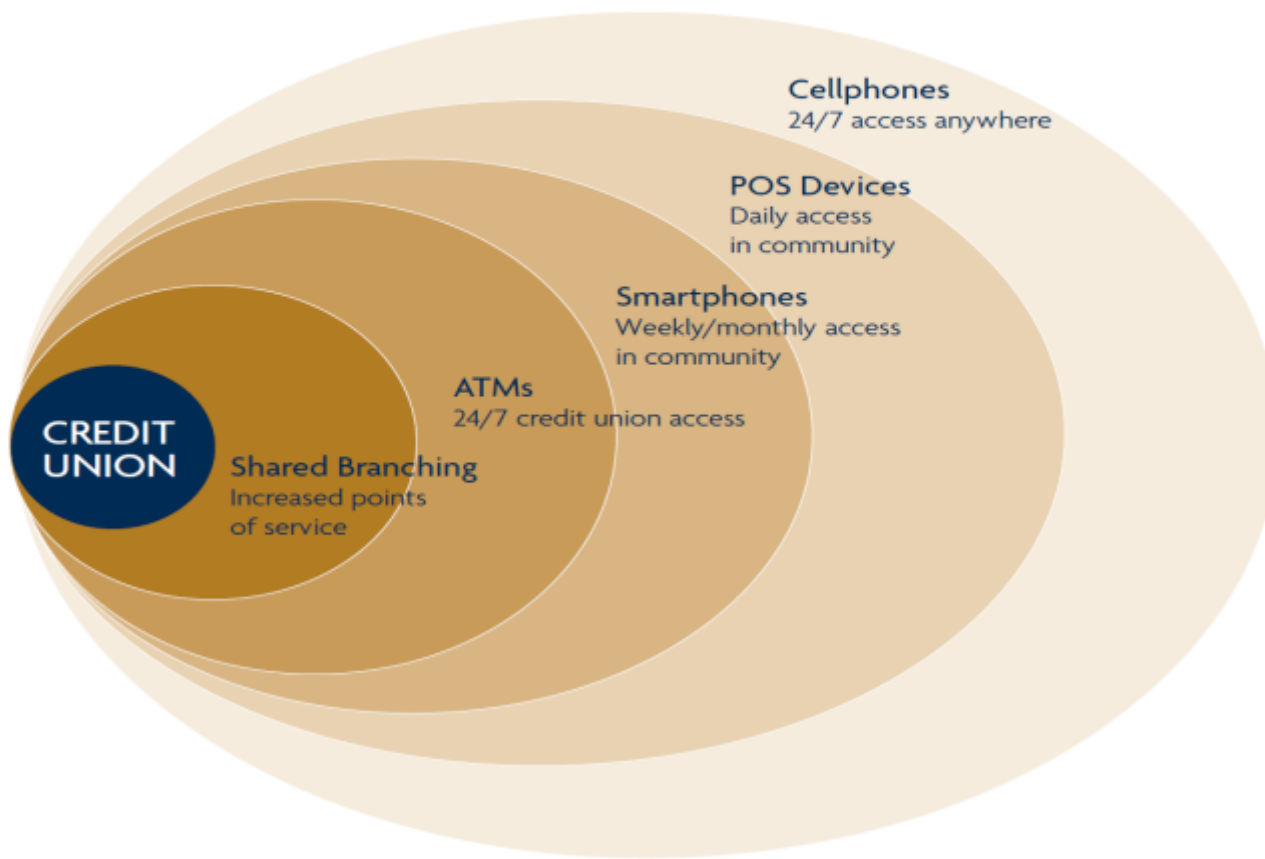 Cellphones
24/7 access anywhere
POS Devices
Daily access
in community
Smartphones
Weekly/monthly access
in community
ATMs
24/7 credit union access
CREDIT
UNION
Shared Branching
Increased points
of service